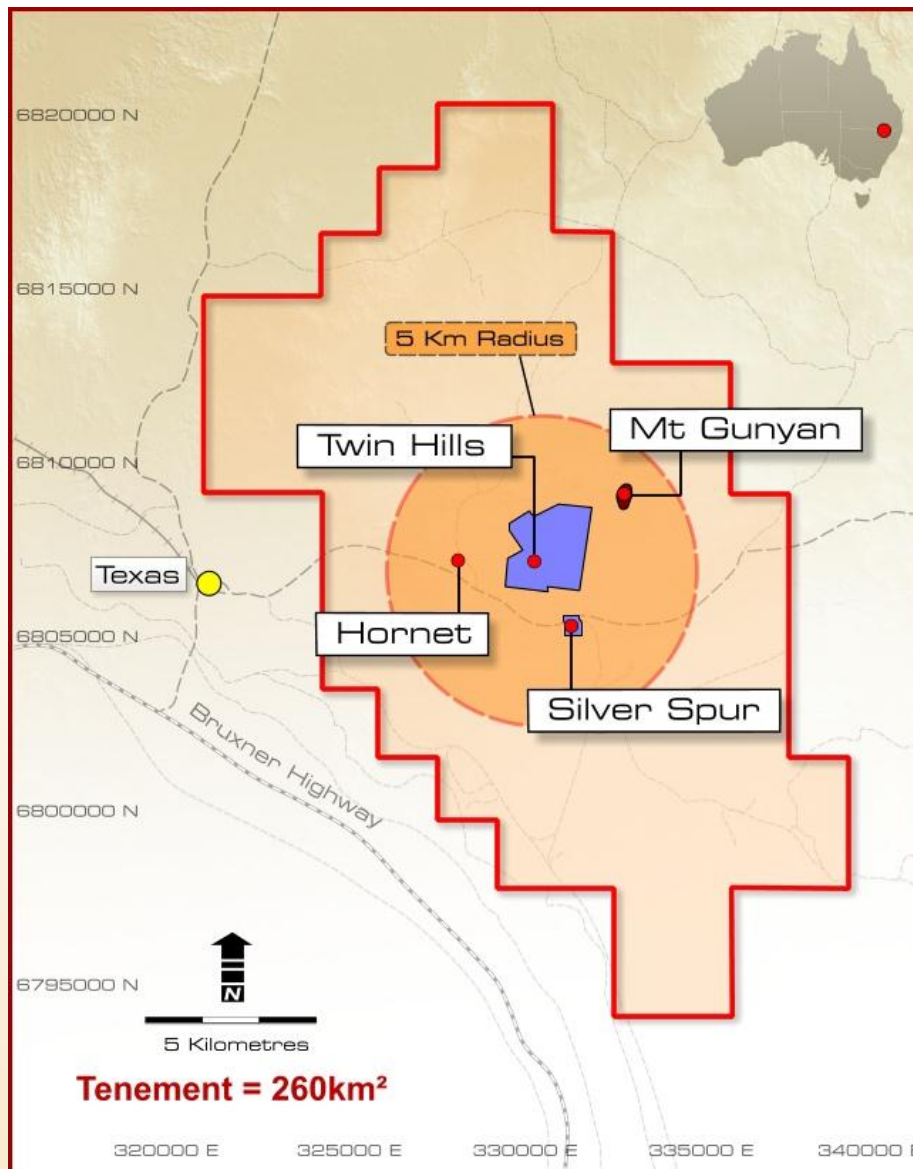 6820000 N
6815000 N
5 Km Radius
Mt Gunyan
Twin Hills
6810000 N
Texas
Hornet
6805000 N
Silver Spur
Bruxner Highway
6800000 N
N
6795000 N
5 Kilometres
Tenement = 260km²
320000 E 325000 E 330000 E 335000 E 340000 E